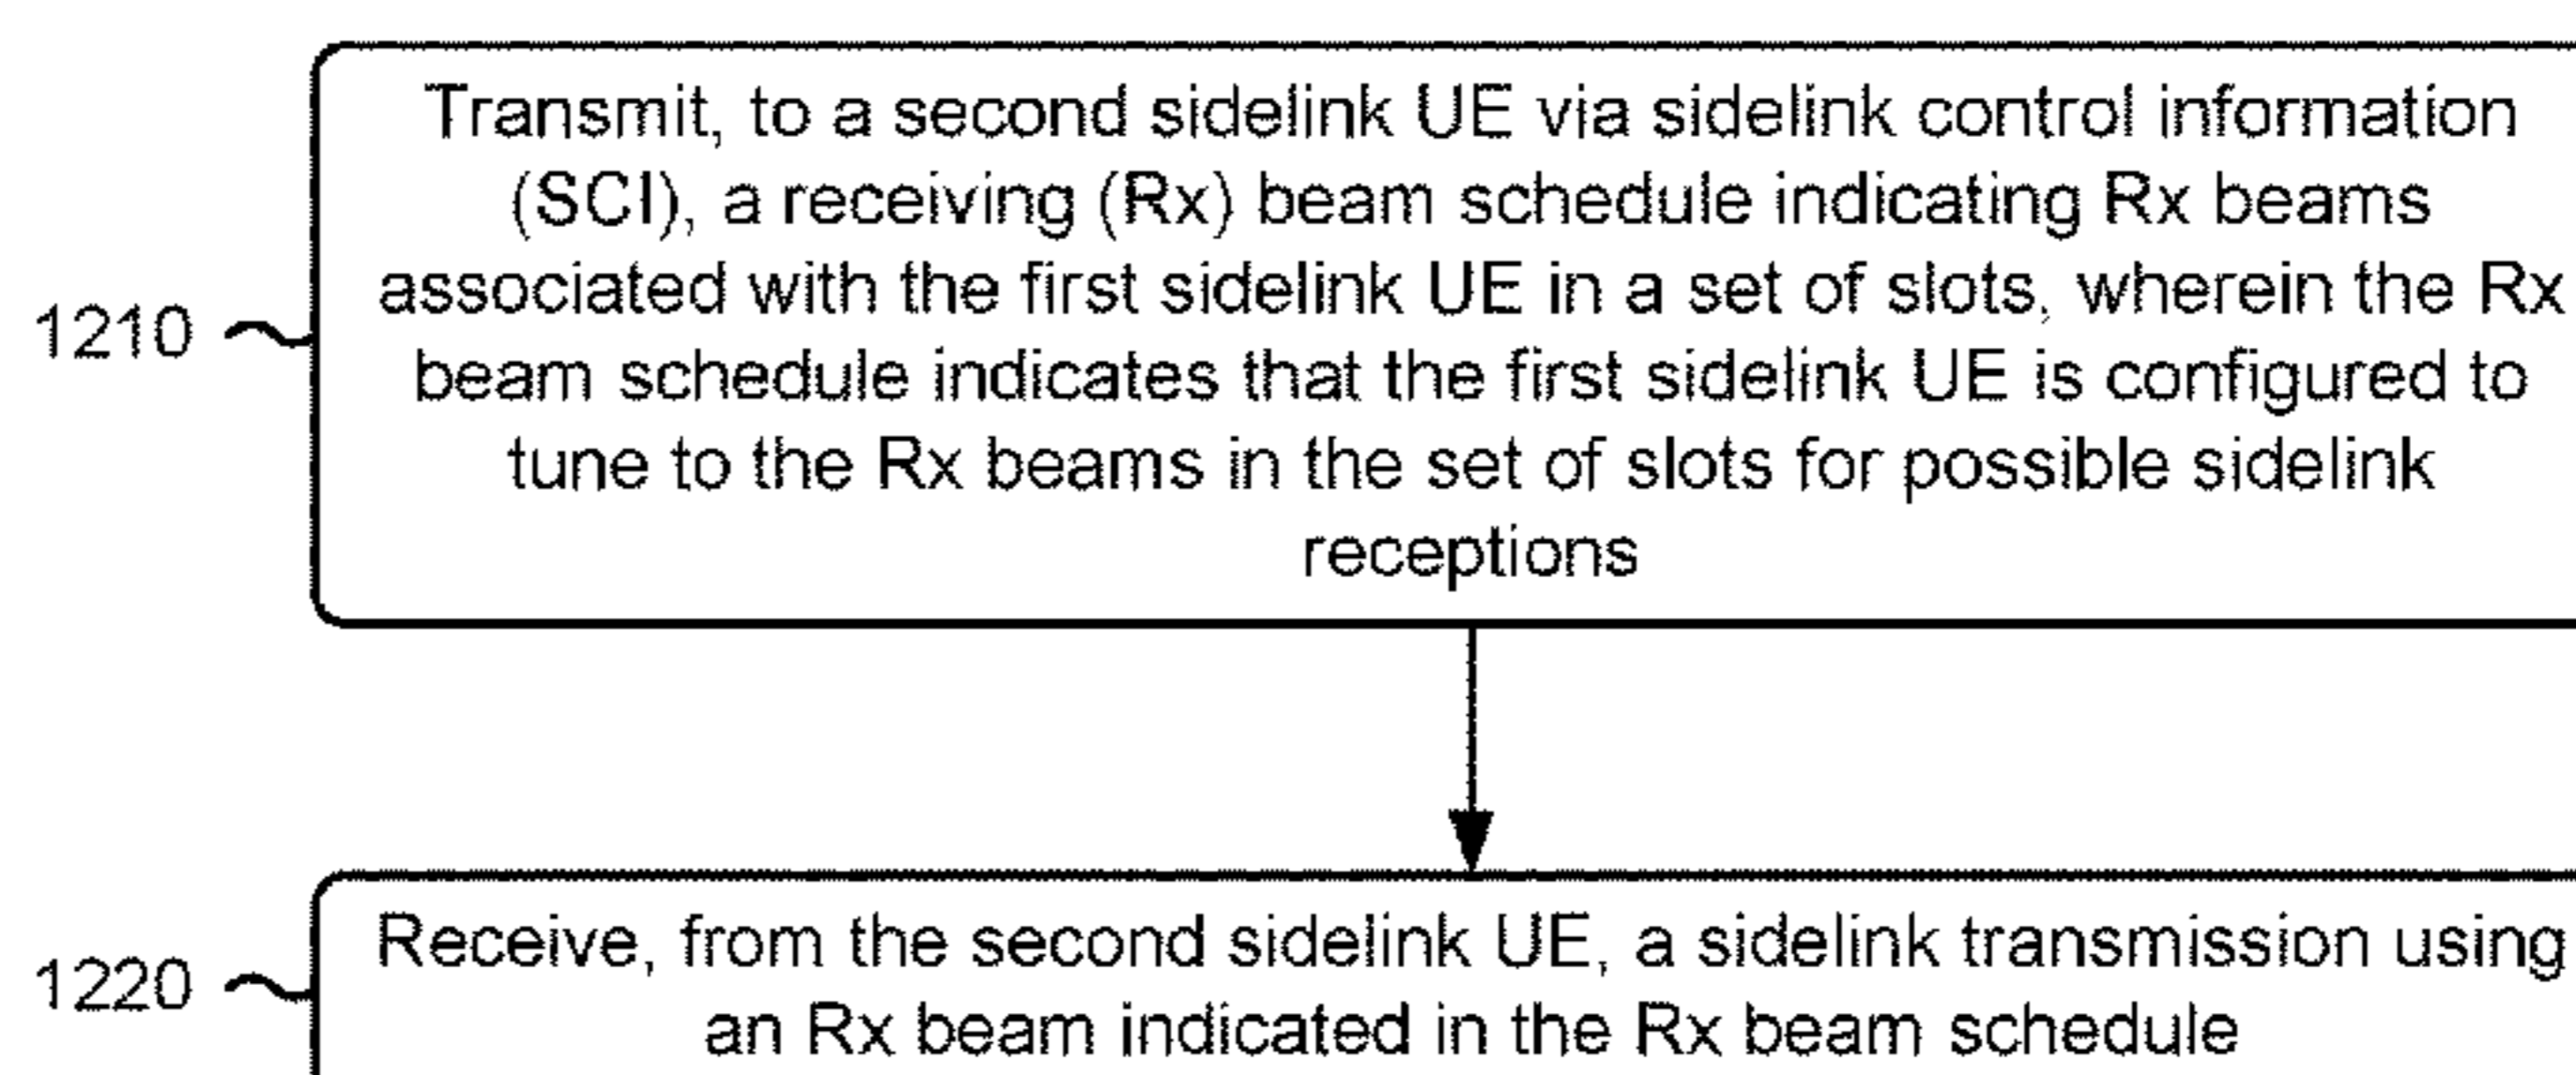 Transmit, to a second sidelink UE via sidelink control information
(SCI), a receiving (Rx) beam schedule indicating Rx beams
associated with the first sidelink UE in a set of slots, wherein the Rx
1210
beam schedule indicates that the first sidelink UE is configured to
tune to the Rx beams in the set of slots for possible sidelink
receptions
Receive, from the second sidelink UE, a sidelink transmission using
1220
an Rx beam indicated in the Rx beam schedule